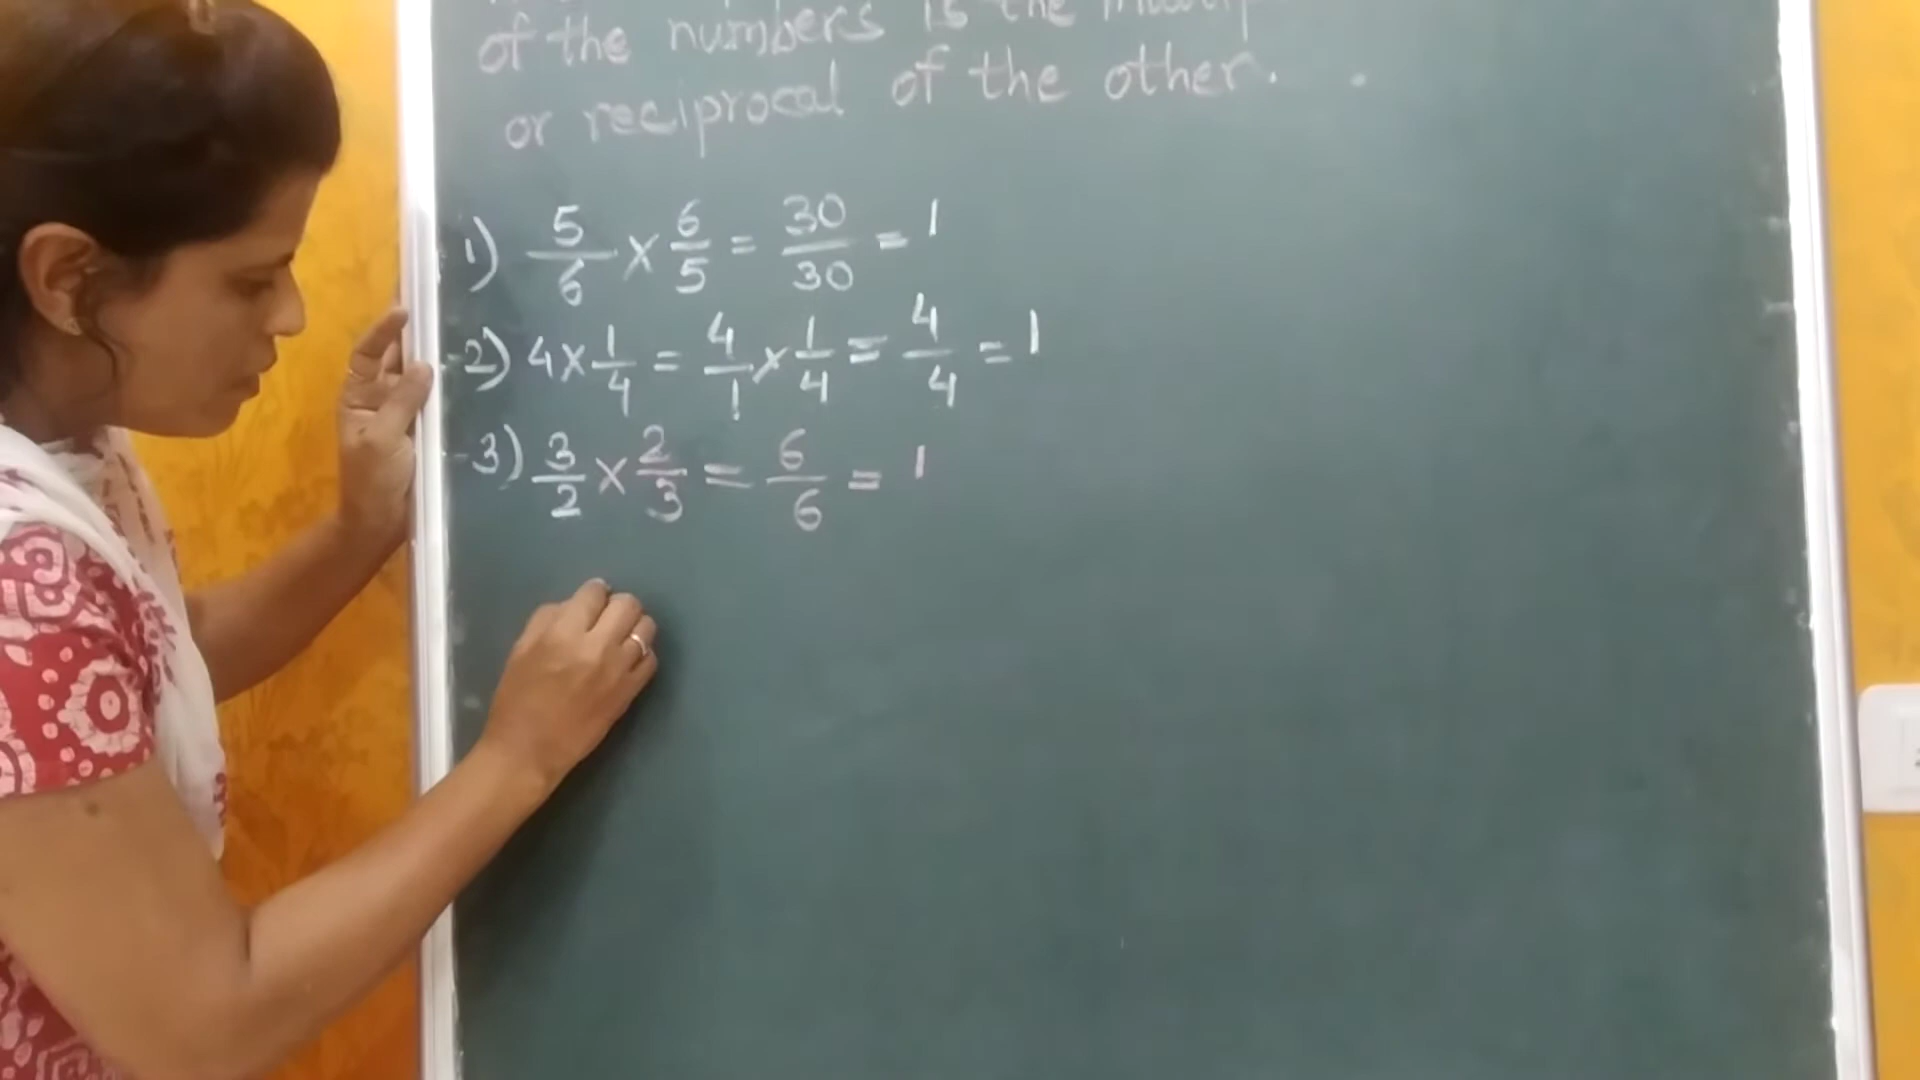 of the numbers is the
or reciprocal of the other.
1) 5/6 × 6/5 = 30/30 = 1
2) 4 × 1/4 = 4/1 × 1/4 = 4/4 = 1
3) 3/2 × 2/3 = 6/6 = 1